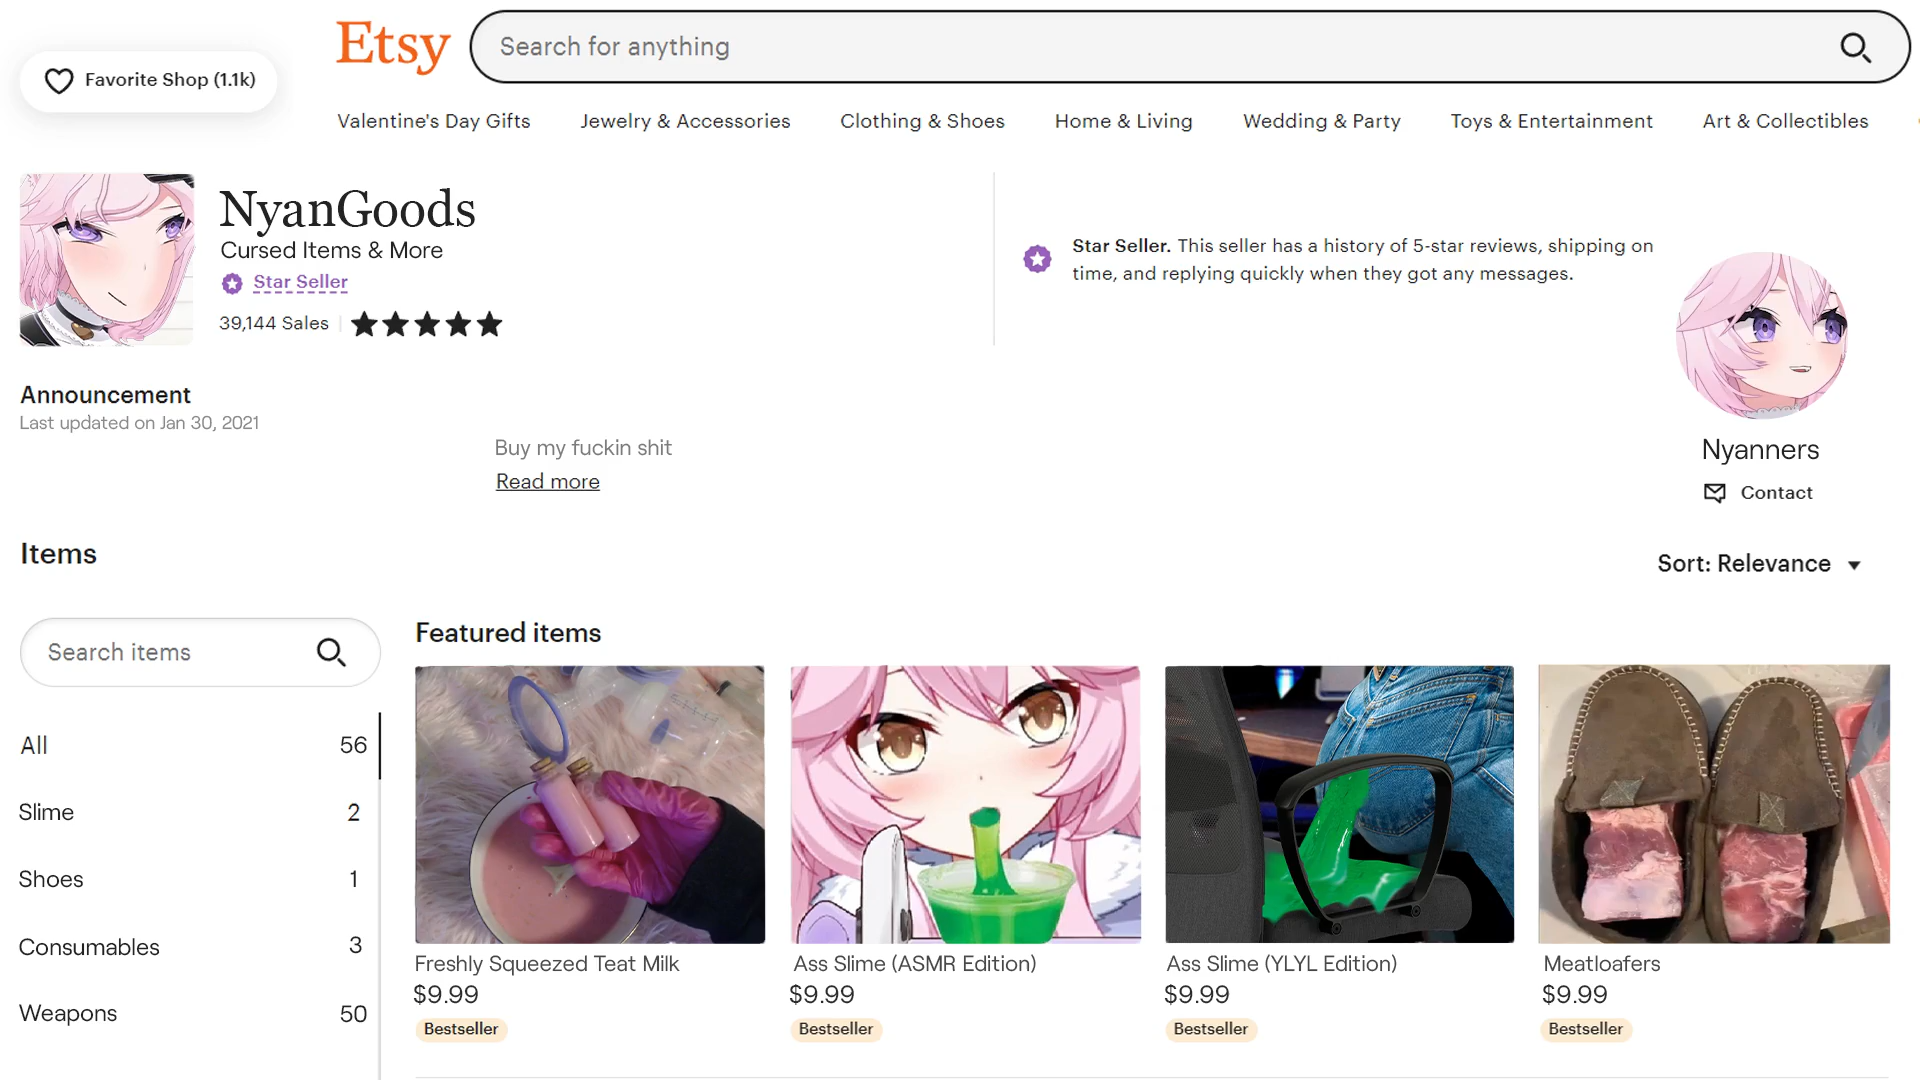 Favorite Shop (1.1k)
Etsy
Search for anything
Valentine's Day Gifts
Jewelry & Accessories
Clothing & Shoes
Home & Living
Wedding & Party
Toys & Entertainment
Art & Collectibles
NyanGoods
Cursed Items & More
Star Seller
39,144 Sales
Star Seller. This seller has a history of 5-star reviews, shipping on
time, and replying quickly when they got any messages.
Nyanners
Contact
Announcement
Last updated on Jan 30, 2021
Buy my fuckin shit
Read more
Items
Sort: Relevance
Search items
All 56
Slime 2
Shoes 1
Consumables 3
Weapons 50
Featured items
Freshly Squeezed Teat Milk
$9.99
Bestseller
Ass Slime (ASMR Edition)
$9.99
Bestseller
Ass Slime (YLYL Edition)
$9.99
Bestseller
Meatloafers
$9.99
Bestseller